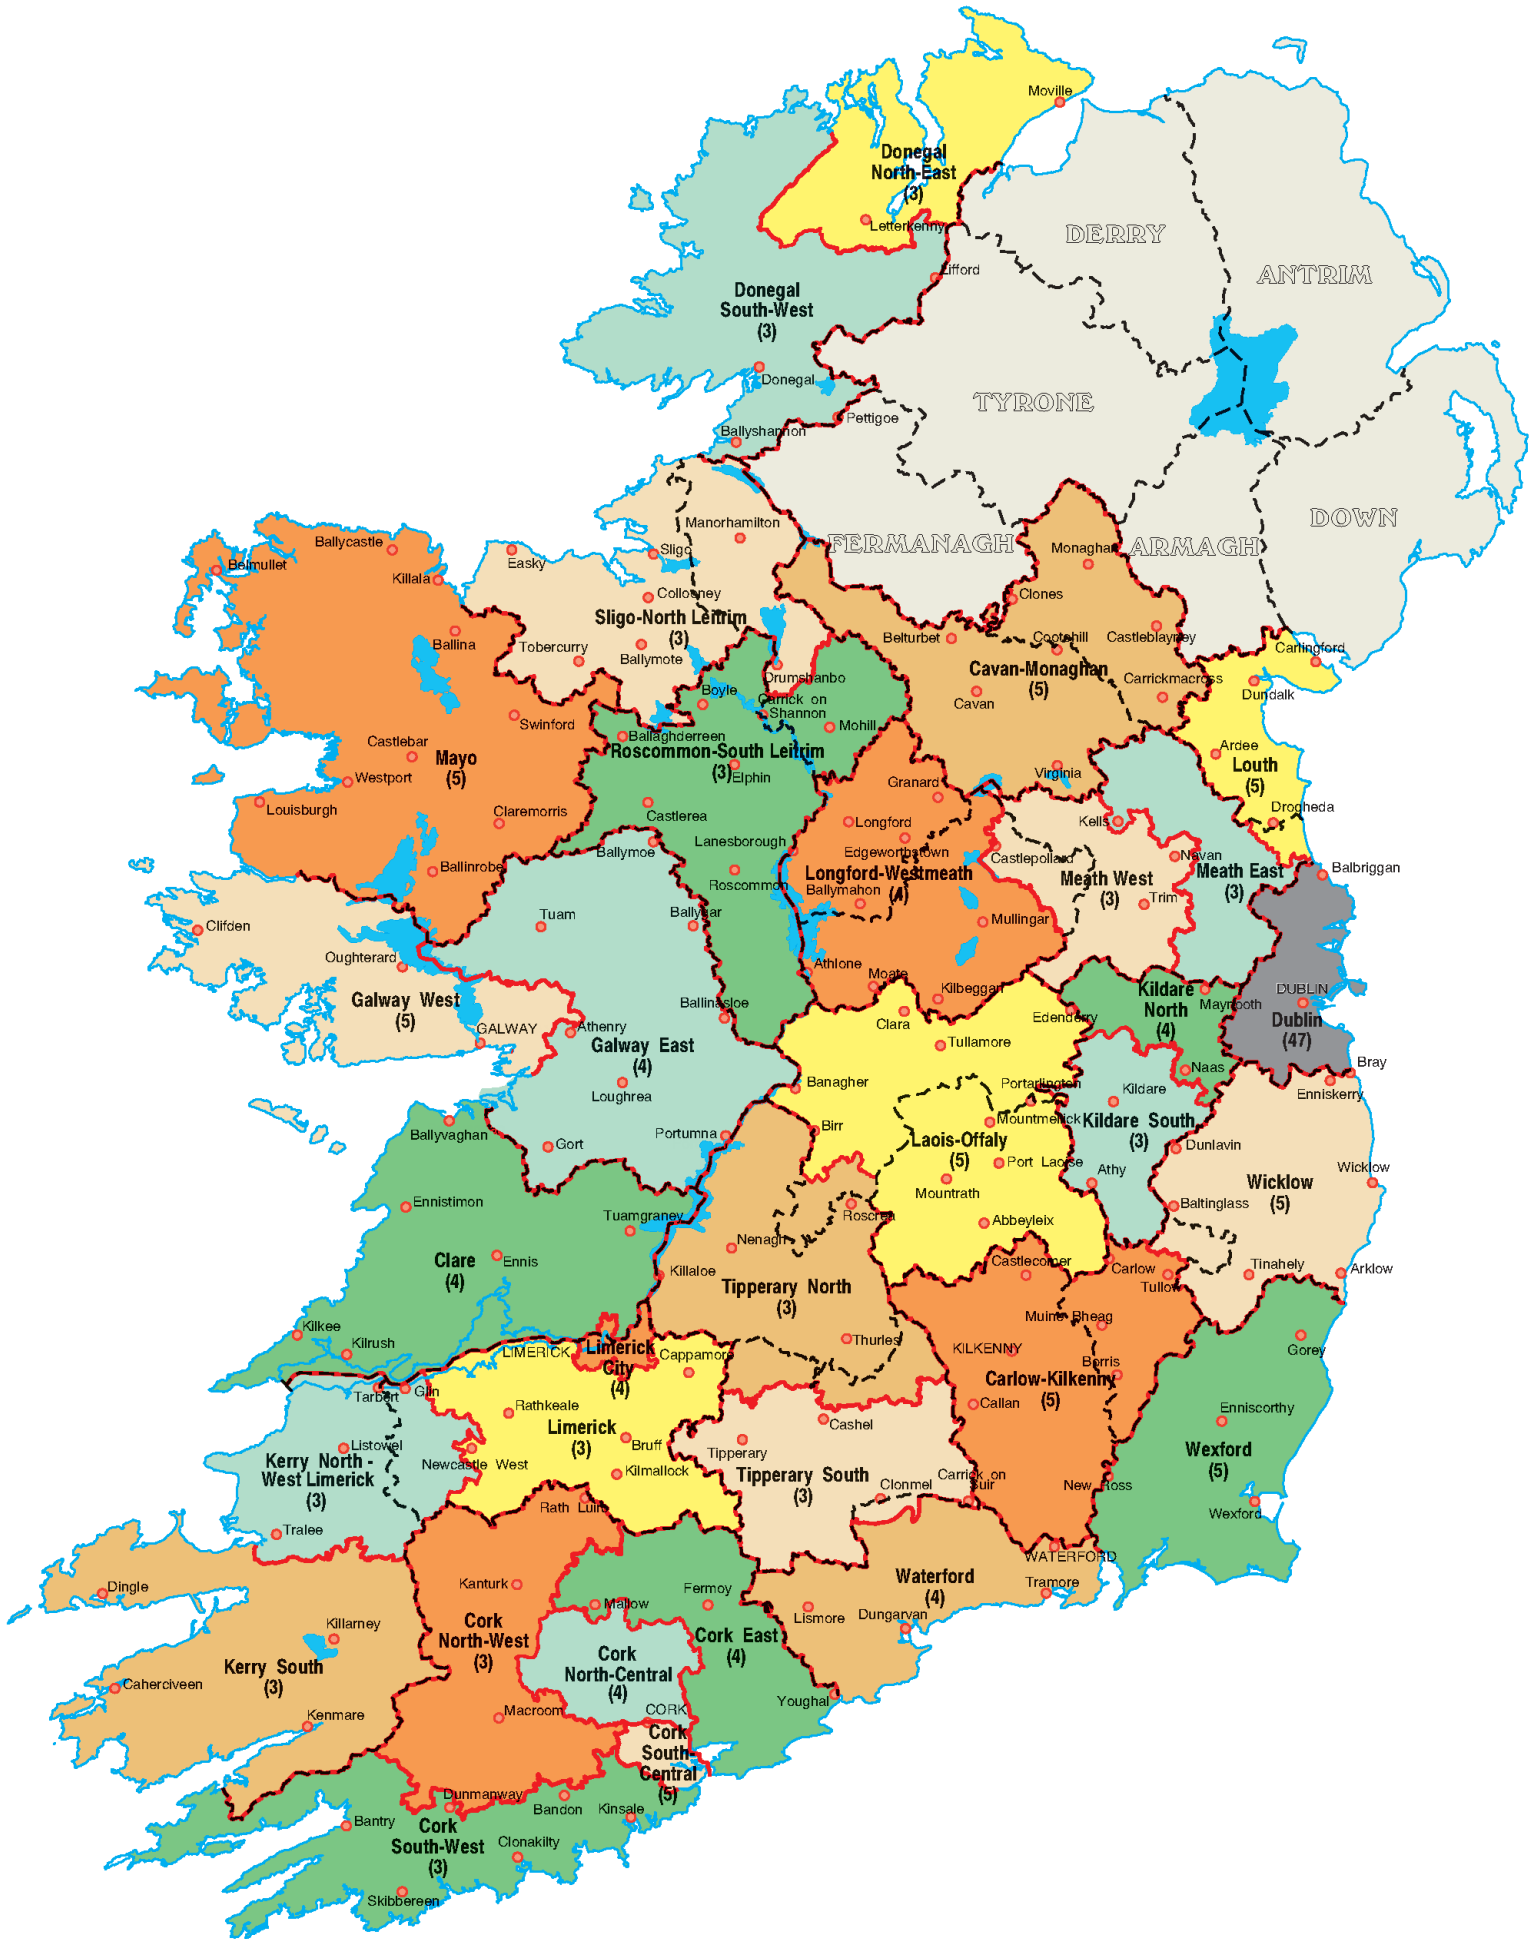 Moville
Donegal
North-East
(3)
Letterkenny
DERRY
ANTRIM
Lifford
Donegal
South-West
(3)
Donegal
TYRONE
Pettigoe
Ballyshannon
DOWN
Manorhamilton
FERMANAGH
ARMAGH
Monaghan
Ballycastle
Belmullet
Killala
Easky
Sligo
Collooney
Clones
Sligo-North Leitrim
(3)
Ballina
Tobercurry
Ballymote
Belturbet
Cootehill
Castleblayney
Carlingford
Drumshanbo
Cavan-Monaghan
(5)
Carrickmacross
Dundalk
Boyle
Carrick on
Shannon
Cavan
Swinford
Mohill
Ballaghderreen
Castlebar
Mayo
(5)
Roscommon-South Leitrim
(3)
Elphin
Ardee
Louth
(5)
Westport
Virginia
Granard
Louisburgh
Claremorris
Castlerea
Longford
Kells
Drogheda
Lanesborough
Ballymoe
Edgeworthstown
Castlepollard
Navan
Ballinrobe
Longford-Westmeath
(4)
Meath West
(3)
Meath East
(3)
Balbriggan
Roscommon
Ballymahon
Trim
Clifden
Tuam
Ballygar
Mullingar
Oughterard
Athlone
Moate
Galway West
(5)
Kilbeggan
Kildare
North
(4)
Maynooth
DUBLIN
Ballinasloe
Clara
Edenderry
Dublin
(47)
GALWAY
Athenry
Galway East
(4)
Tullamore
Naas
Bray
Banagher
Portarlington
Kildare
Enniskerry
Loughrea
Ballyvaghan
Portumna
Birr
Mountmellick
Kildare South
(3)
Gort
Laois-Offaly
(5)
Dunlavin
Port Laoise
Athy
Wicklow
Mountrath
Wicklow
(5)
Ennistimon
Tuamgraney
Roscrea
Baltinglass
Abbeyleix
Nenagh
Clare
(4)
Ennis
Killaloe
Castlecomer
Carlow
Tinahely
Arklow
Tipperary North
(3)
Tullow
Kilkee
Muine Bheag
Kilrush
LIMERICK
Limerick
City
(4)
Cappamore
Thurles
KILKENNY
Gorey
Borris
Tarbert
Glin
Carlow-Kilkenny
(5)
Rathkeale
Cashel
Callan
Enniscorthy
Limerick
(3)
Bruff
Listowel
Tipperary
Kerry North -
West Limerick
(3)
Newcastle West
Kilmallock
Tipperary South
(3)
Wexford
(5)
Clonmel
Carrick on
Suir
New Ross
Rath Luirc
Wexford
Tralee
WATERFORD
Dingle
Kanturk
Fermoy
Waterford
(4)
Tramore
Mallow
Lismore
Dungarvan
Killarney
Cork
North-West
(3)
Cork East
(4)
Kerry South
(3)
Cork
North-Central
(4)
Caherciveen
Youghal
Kenmare
Macroom
CORK
Cork
South-
Central
(5)
Dunmanway
Bandon
Kinsale
Bantry
Cork
South-West
(3)
Clonakilty
Skibbereen